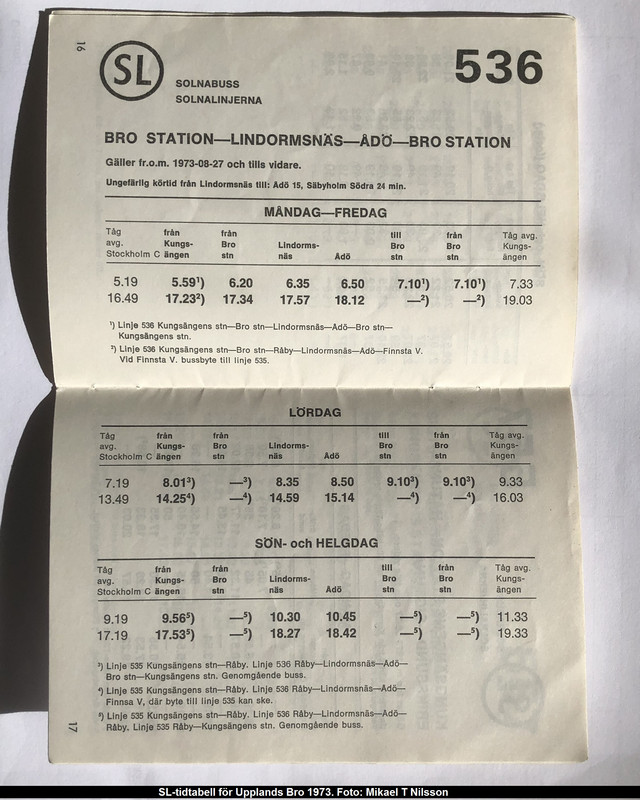 16
SL
SOLNABUSS
SOLNALINJERNA
536
BRO STATION—LINDORMSNÄS—ÅDÖ—BRO STATION
Gäller fr.o.m. 1973-08-27 och tills vidare.
Ungefärlig körtid från Lindormsnäs till: Adö 15, Säbyholm Södra 24 min.
MÅNDAG—FREDAG
Tåg från från till från Tåg avg.
avg. Kungs- Bro Lindorms- Bro Bro Kungs-
Stockholm C ängen stn näs Adö stn stn ängen
5.19 5.59¹) 6.20 6.35 6.50 7.10¹) 7.10¹) 7.33
16.49 17.23²) 17.34 17.57 18.12 —²) —²) 19.03
¹) Linje 536 Kungsängens stn—Bro stn—Lindormsnäs—Adö—Bro stn—
Kungsängens stn.
²) Linje 536 Kungsängens stn—Bro stn—Råby—Lindormsnäs—Adö—Finnsta V.
Vid Finnsta V. bussbyte till linje 535.
LÖRDAG
Tåg från från till från Tåg avg.
avg. Kungs- Bro Lindorms- Bro Bro Kungs-
Stockholm C ängen stn näs Adö stn stn ängen
7.19 8.01³) —³) 8.35 8.50 9.10³) 9.10³) 9.33
13.49 14.25⁴) —⁴) 14.59 15.14 —⁴) —⁴) 16.03
SÖN- och HELGDAG
Tåg från från till från Tåg avg.
avg. Kungs- Bro Lindorms- Bro Bro Kungs-
Stockholm C ängen stn näs Adö stn stn ängen
9.19 9.56⁵) —⁵) 10.30 10.45 —⁵) —⁵) 11.33
17.19 17.53⁵) —⁵) 18.27 18.42 —⁵) —⁵) 19.33
³) Linje 535 Kungsängens stn—Råby. Linje 536 Råby—Lindormsnäs—Adö—
Bro stn—Kungsängens stn. Genomgående buss.
⁴) Linje 535 Kungsängens stn—Råby. Linje 536 Råby—Lindormsnäs—Adö—
Finnsa V, där byte till linje 535 kan ske.
⁵) Linje 535 Kungsängens stn—Råby. Linje 536 Råby—Lindormsnäs—Adö—
Råby. Linje 535 Råby—Kungsängens stn. Genomgående buss.
17
SL-tidtabell för Upplands Bro 1973. Foto: Mikael T Nilsson